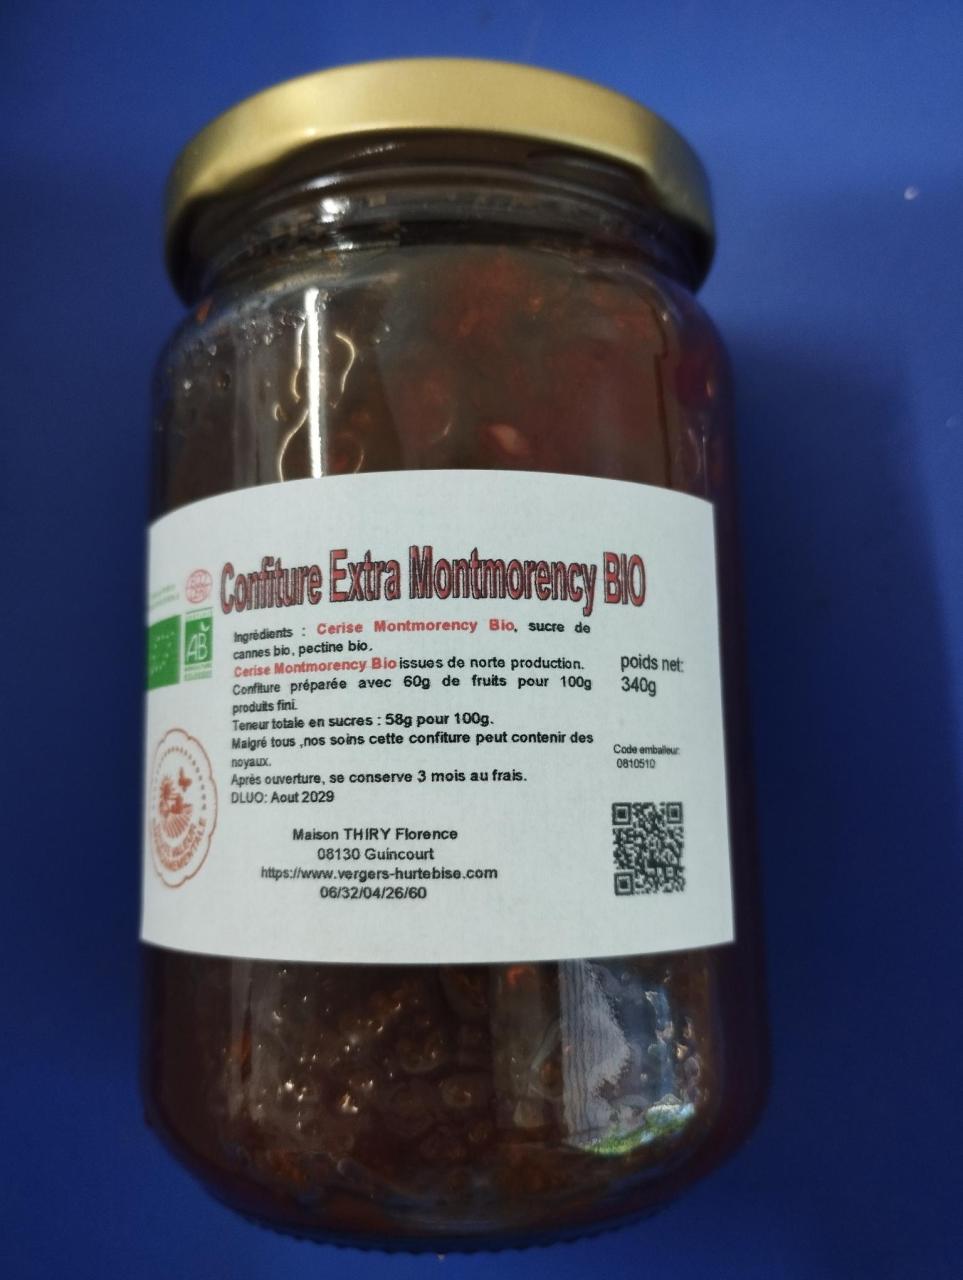 Confiture Extra Montmorency BIO
Ingrédients : Cerise Montmorency Bio, sucre de
cannes bio, pectine bio.
Cerise Montmorency Bio issues de norte production.
Confiture préparée avec 60g de fruits pour 100g
produits fini.
Teneur totale en sucres : 58g pour 100g.
Malgré tous ,nos soins cette confiture peut contenir des
noyaux.
Après ouverture, se conserve 3 mois au frais.
DLUO: Aout 2029
Maison THIRY Florence
08130 Guincourt
https://www.vergers-hurtebise.com
06/32/04/26/60
poids net:
340g
Code emballeur:
0810510
AB
VALEUR